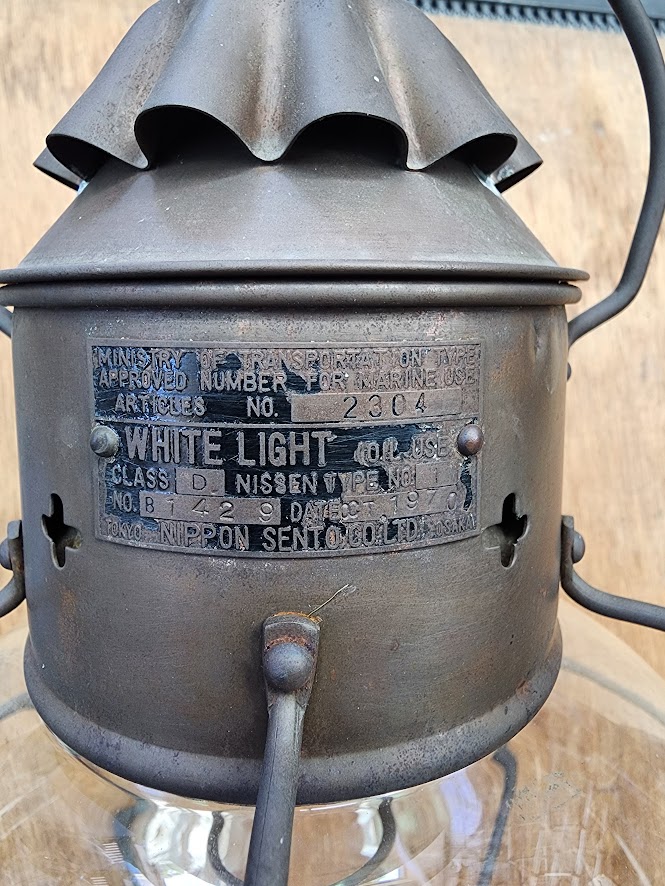 MINISTRY OF TRANSPORTATION TYPE
APPROVED NUMBER FOR MARINE USE
ARTICLES NO. 2304
WHITE LIGHT (OIL USE)
CLASS D NISSEN TYPE NO 1
NO. B1429 DATE OCT. 1970
TOKYO NIPPON SENTO CO. LTD. OSAKA